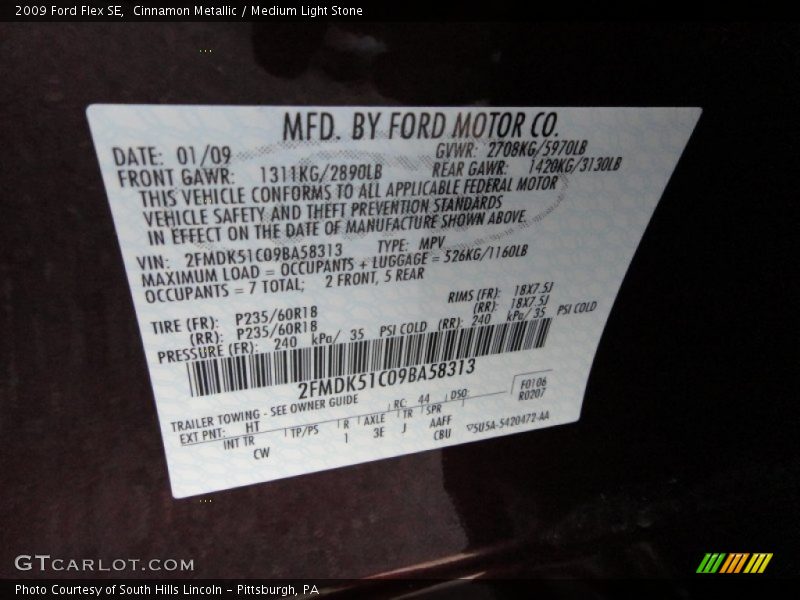 2009 Ford Flex SE,  Cinnamon Metallic / Medium Light Stone
MFD. BY FORD MOTOR CO.
DATE: 01/09 GVWR: 2708KG/5970LB
FRONT GAWR: 1311KG/2890LB REAR GAWR: 1420KG/3130LB
THIS VEHICLE CONFORMS TO ALL APPLICABLE FEDERAL MOTOR
VEHICLE SAFETY AND THEFT PREVENTION STANDARDS
IN EFFECT ON THE DATE OF MANUFACTURE SHOWN ABOVE
VIN: 2FMDK51C09BA58313 TYPE: MPV
MAXIMUM LOAD = OCCUPANTS + LUGGAGE = 526KG/1160LB
OCCUPANTS = 7 TOTAL; 2 FRONT, 5 REAR
TIRE (FR): P235/60R18 RIMS (FR): 18X7.5J
(RR): P235/60R18 (RR): 18X7.5J
PRESSURE (FR): 240 kPa/ 35 PSI COLD (RR): 240 kPa/ 35 PSI COLD
2FMDK51C09BA58313
TRAILER TOWING - SEE OWNER GUIDE RC: 44 DSO: F0106
R0207
EXT PNT: HT
INT TR TP/PS R AXLE TR SPR
CW 1 3E J AAFF
CBU
5U5A-5420472-AA
GTCARLOT.COM
Photo Courtesy of South Hills Lincoln - Pittsburgh, PA